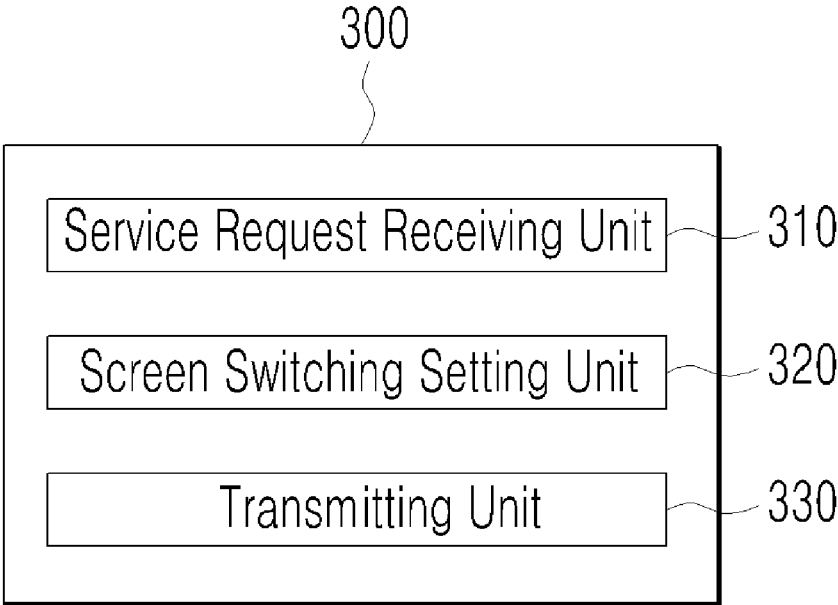 300
Service Request Receiving Unit 310
Screen Switching Setting Unit 320
Transmitting Unit 330